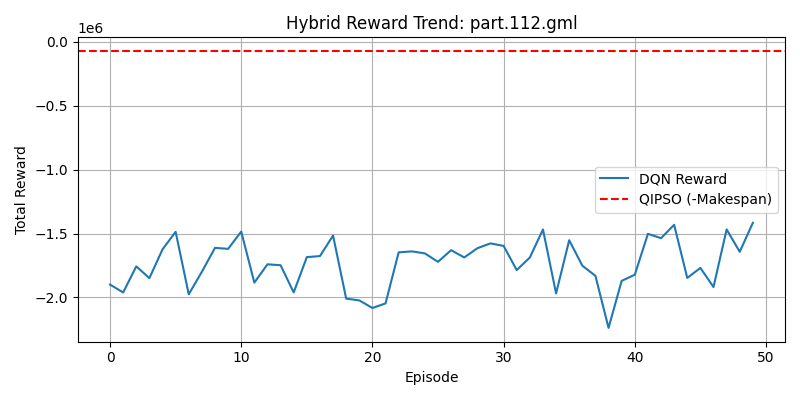 Hybrid Reward Trend: part.112.gml
1e6
0.0
−0.5
−1.0
−1.5
−2.0
Total Reward
DQN Reward
QIPSO (-Makespan)
0 10 20 30 40 50
Episode